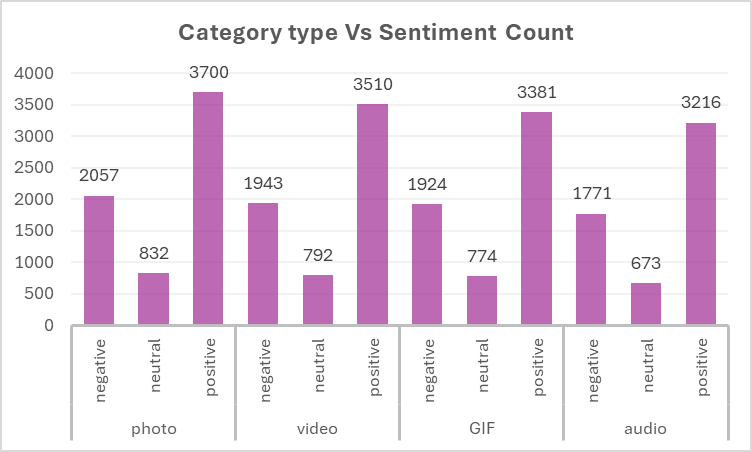 Category type Vs Sentiment Count
4000
3500
3000
2500
2000
1500
1000
500
0
2057
832
3700
1943
792
3510
1924
774
3381
1771
673
3216
negative
neutral
positive
negative
neutral
positive
negative
neutral
positive
negative
neutral
positive
photo
video
GIF
audio